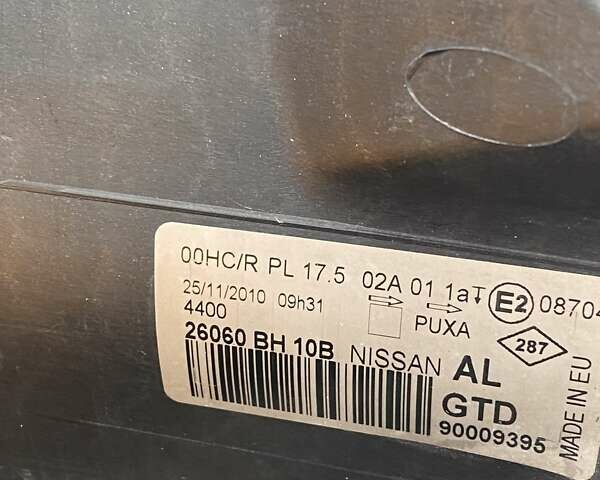 00HC/R PL 17.5 02A 01 1a E2 08704
25/11/2010 09h31
4400 PUXA 287
26060 BH 10B NISSAN AL
GTD
90009395
MADE IN EU